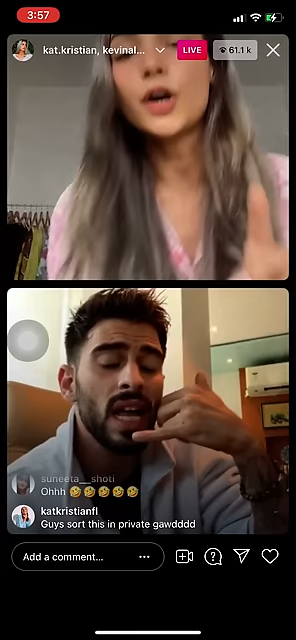 3:57
kat.kristian, kevinal...
LIVE
61.1 k
suneeta__shoti
Ohhh 🤣🤣🤣🤣🤣
katkristianfl
Guys sort this in private gawdddd
Add a comment...